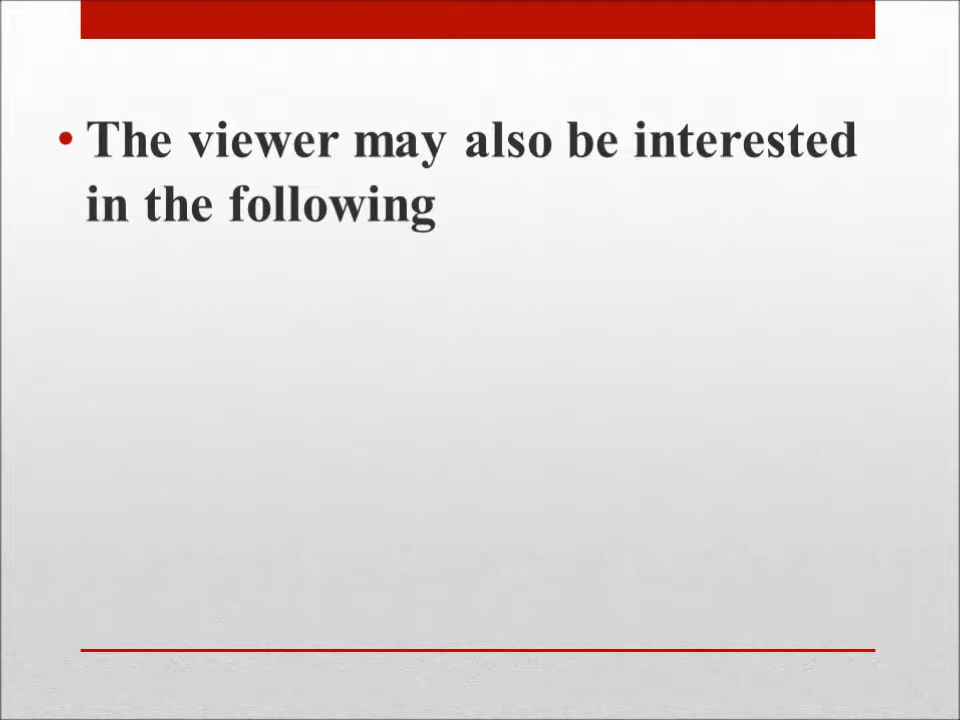 • The viewer may also be interested
in the following